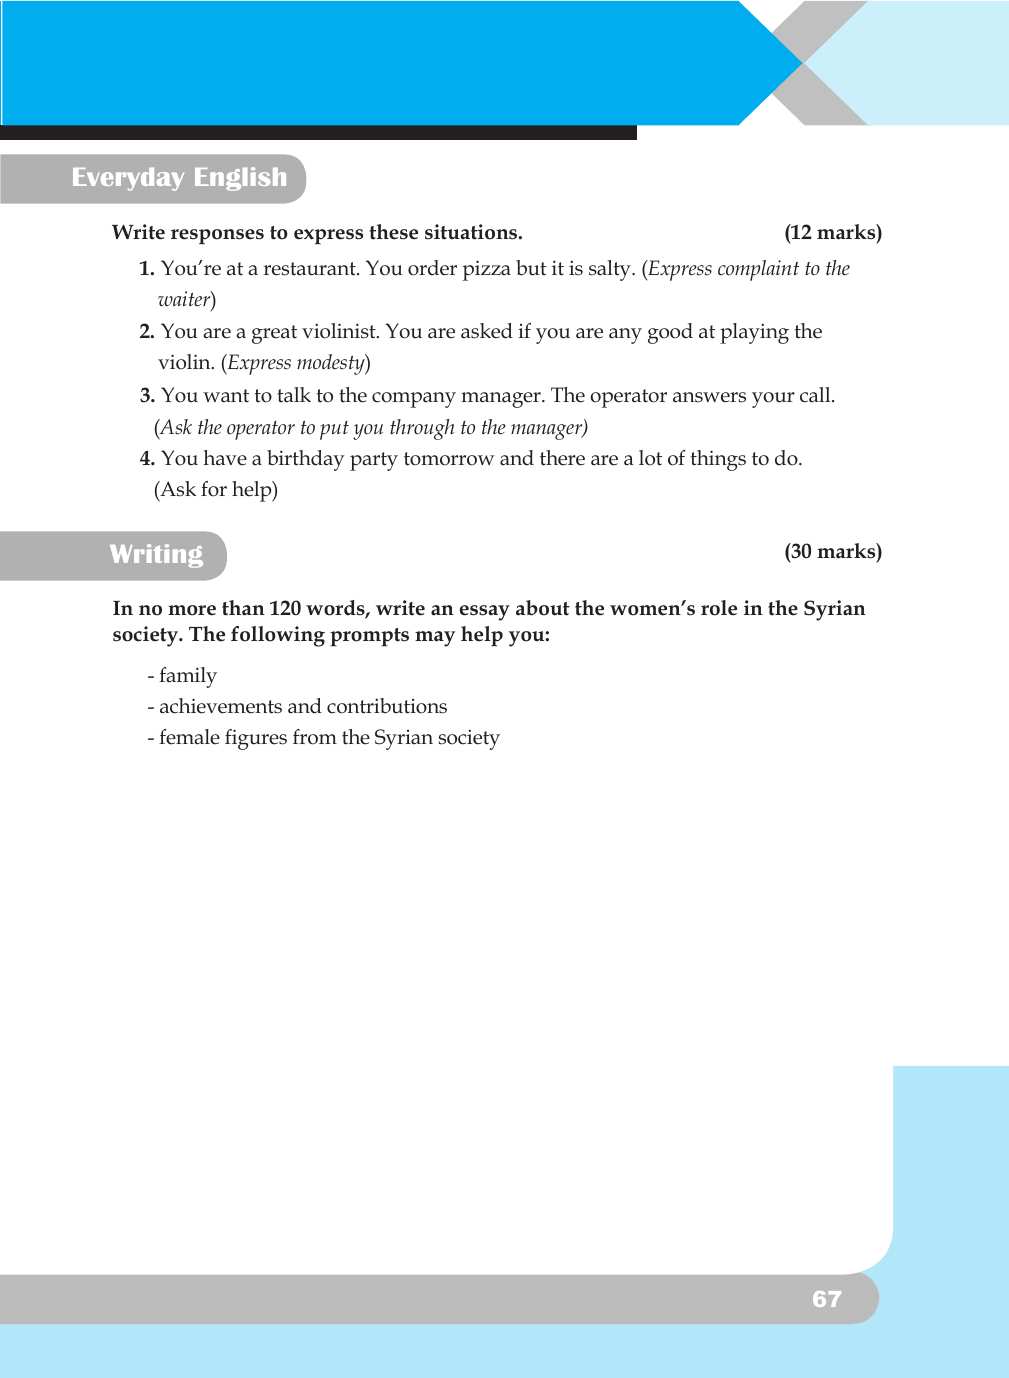 Everyday English
Write responses to express these situations. (12 marks)
1. You’re at a restaurant. You order pizza but it is salty. (Express complaint to the
waiter)
2. You are a great violinist. You are asked if you are any good at playing the
violin. (Express modesty)
3. You want to talk to the company manager. The operator answers your call.
(Ask the operator to put you through to the manager)
4. You have a birthday party tomorrow and there are a lot of things to do.
(Ask for help)
Writing (30 marks)
In no more than 120 words, write an essay about the women’s role in the Syrian
society. The following prompts may help you:
- family
- achievements and contributions
- female figures from the Syrian society
67